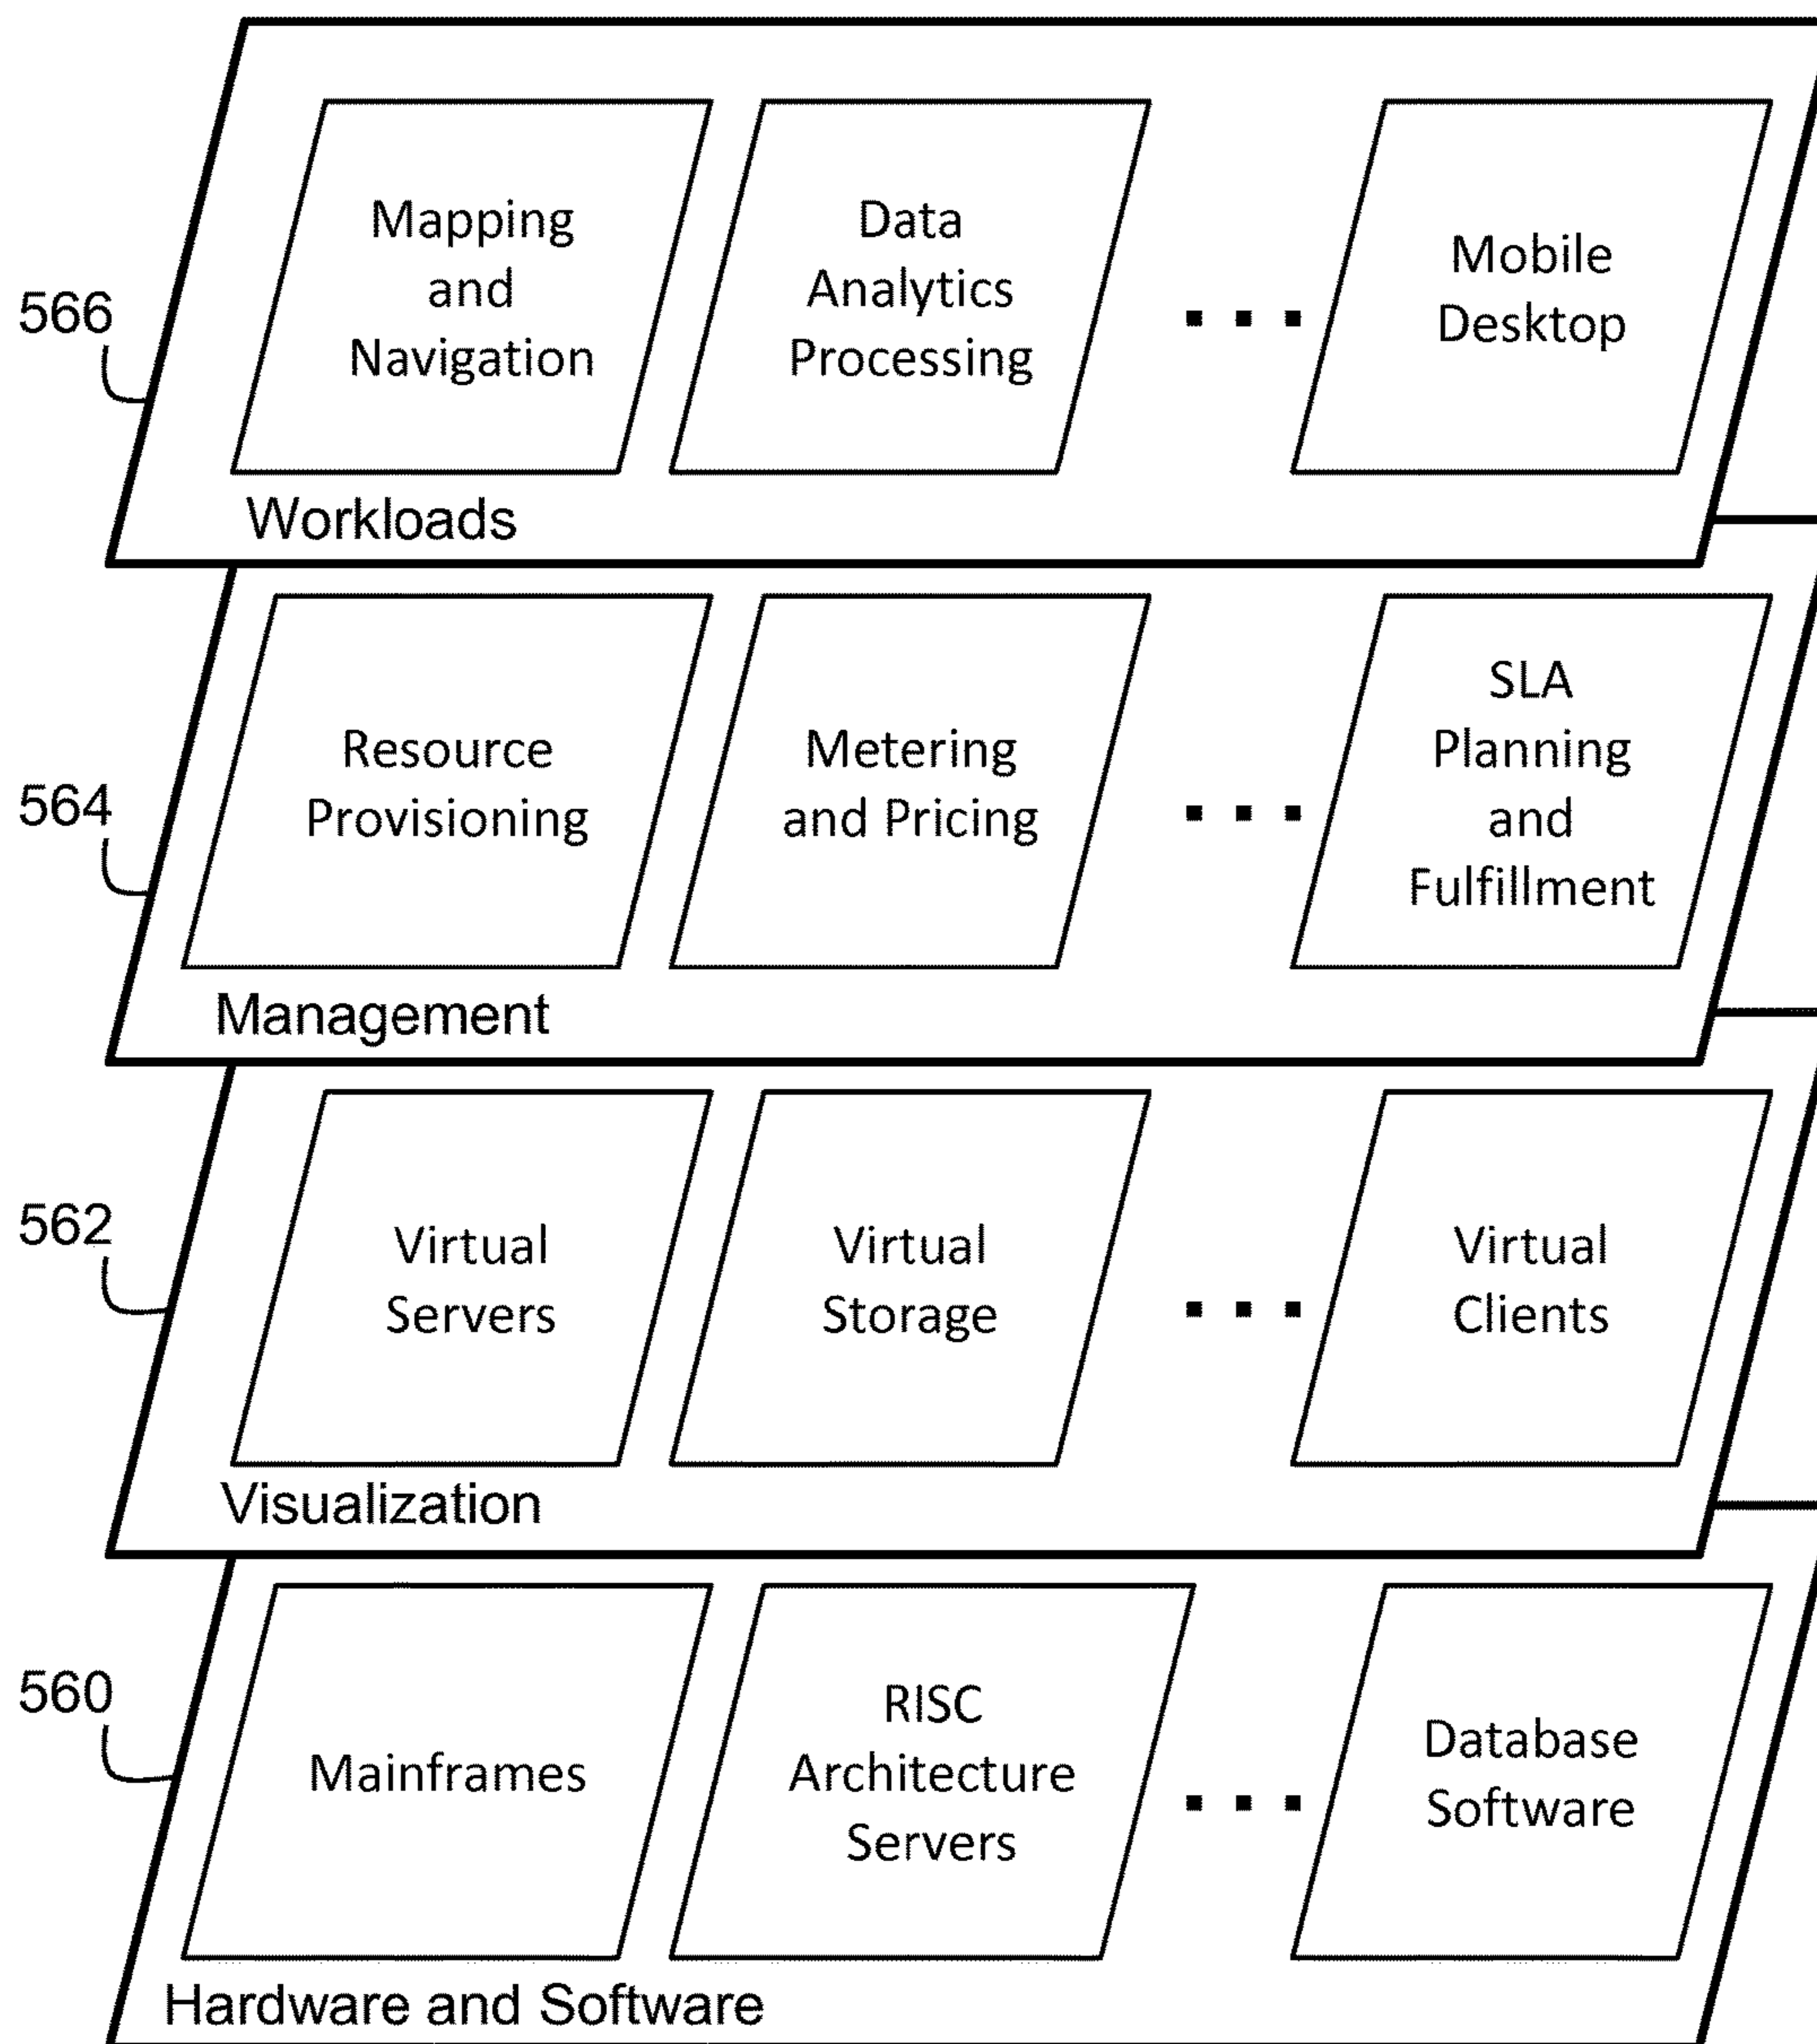 566
Mapping
and
Navigation
Data
Analytics
Processing
...
Mobile
Desktop
Workloads
564
Resource
Provisioning
Metering
and Pricing
...
SLA
Planning
and
Fulfillment
Management
562
Virtual
Servers
Virtual
Storage
...
Virtual
Clients
Visualization
560
Mainframes
RISC
Architecture
Servers
...
Database
Software
Hardware and Software